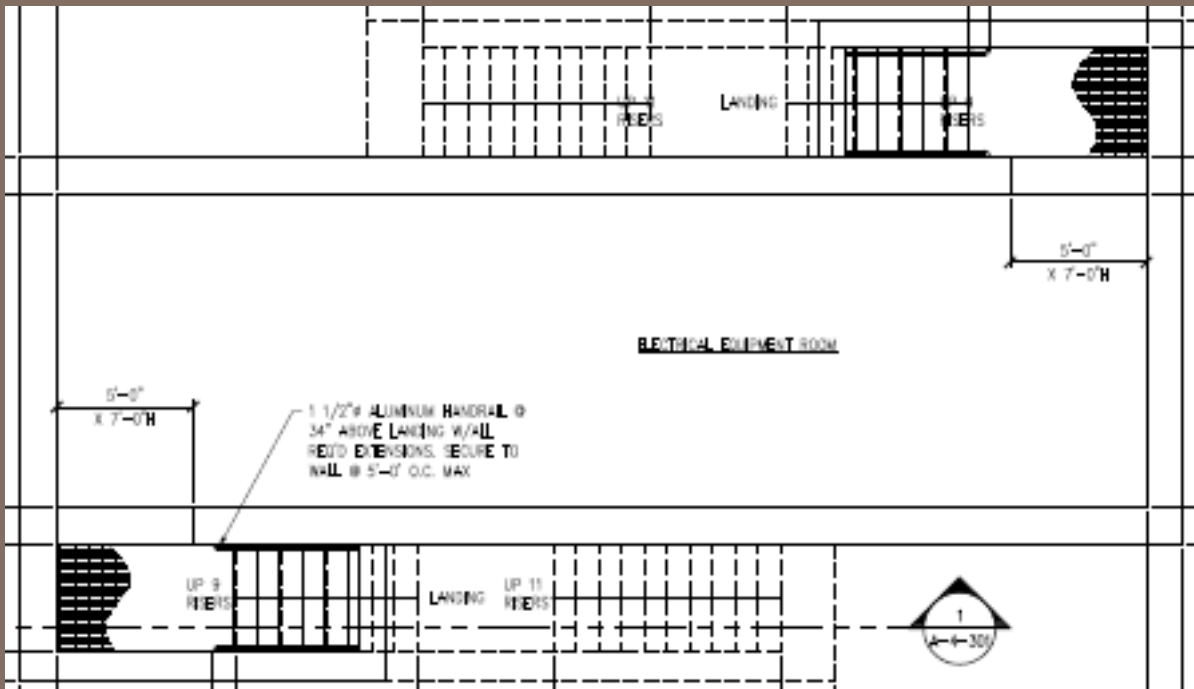 LANDING
RISERS
RISERS
5'-0"
X 7'-0"H
ELECTRICAL EQUIPMENT ROOM
5'-0"
X 7'-0"H
1 1/2"ø ALUMINUM HANDRAIL @
34" ABOVE LANDING W/ALL
REQ'D EXTENSIONS. SECURE TO
WALL @ 5'-0" O.C. MAX
UP 9
RISERS
LANDING
UP 11
RISERS
1